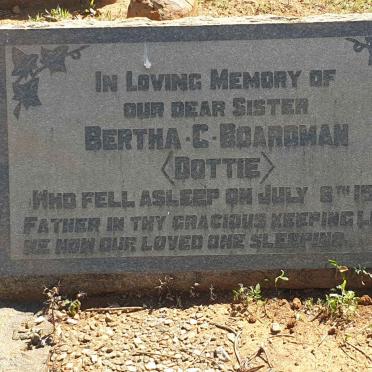 IN LOVING MEMORY OF
OUR DEAR SISTER
BERTHA·C·BOARDMAN
<DOTTIE>
WHO FELL ASLEEP ON JULY 8TH
FATHER IN THY GRACIOUS KEEPING
WE NOW OUR LOVED ONE SLEEPING